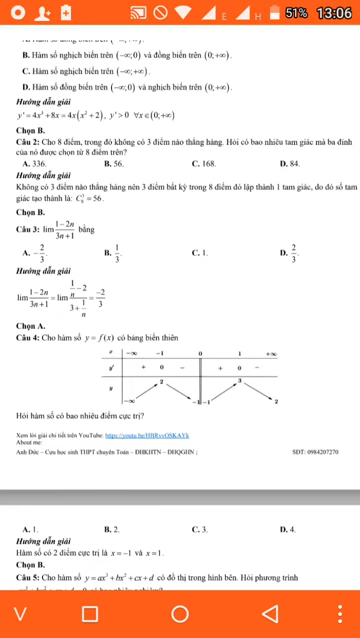 51% 13:06
B. Hàm số nghịch biến trên (−∞;0) và đồng biến trên (0;+∞).
C. Hàm số nghịch biến trên (−∞;+∞).
D. Hàm số đồng biến trên (−∞;0) và nghịch biến trên (0;+∞).
Hướng dẫn giải
y' = 4x³ + 8x = 4x(x² + 2), y' > 0 ∀x ∈ (0;+∞)
Chọn B.
Câu 2: Cho 8 điểm, trong đó không có 3 điểm nào thẳng hàng. Hỏi có bao nhiêu tam giác mà ba đỉnh
của nó được chọn từ 8 điểm trên?
A. 336. B. 56. C. 168. D. 84.
Hướng dẫn giải
Không có 3 điểm nào thẳng hàng nên 3 điểm bất kỳ trong 8 điểm đó lập thành 1 tam giác, do đó số tam
giác tạo thành là: C₈³ = 56.
Chọn B.
Câu 3: lim (1−2n)/(3n+1) bằng
A. −2/3. B. 1/3. C. 1. D. 2/3.
Hướng dẫn giải
lim (1−2n)/(3n+1) = lim (1/n − 2)/(3 + 1/n) = −2/3
Chọn A.
Câu 4: Cho hàm số y = f(x) có bảng biến thiên
x −∞ −1 0 1 +∞
y' + 0 − + 0 −
y −∞ 2 −1 −1 3 2
Hỏi hàm số có bao nhiêu điểm cực trị?
Xem lời giải chi tiết trên YouTube: https://youtu.be/HHRvvOSKAYk
About me:
Anh Đức – Cựu học sinh THPT chuyên Toán – ĐHKHTN – ĐHQGHN ; SĐT: 0984207270
A. 1. B. 2. C. 3. D. 4.
Hướng dẫn giải
Hàm số có 2 điểm cực trị là x = −1 và x = 1.
Chọn B.
Câu 5: Cho hàm số y = ax³ + bx² + cx + d có đồ thị trong hình bên. Hỏi phương trình